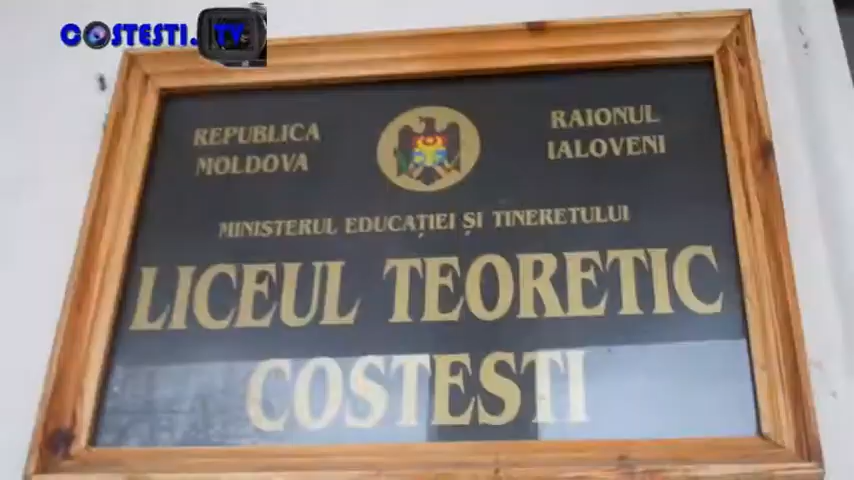 COSTESTI.TV
REPUBLICA
MOLDOVA
RAIONUL
IALOVENI
MINISTERUL EDUCAȚIEI ȘI TINERETULUI
LICEUL TEORETIC
COSTESTI